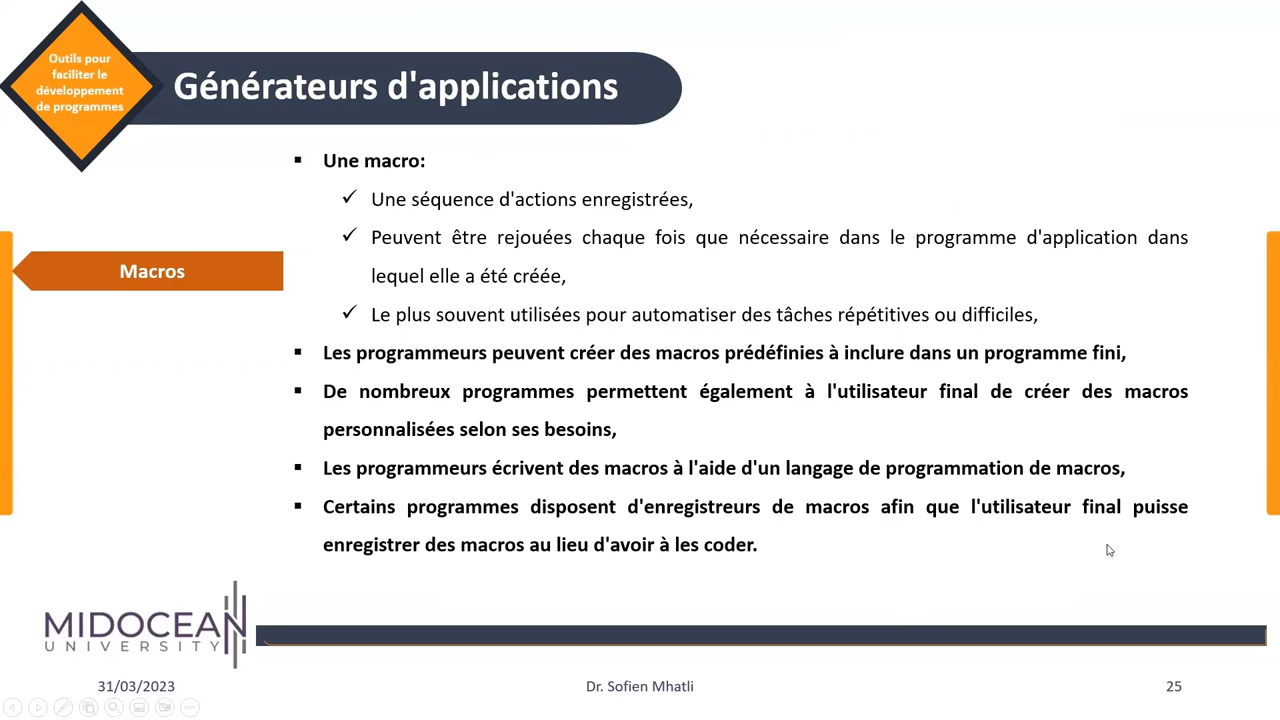 Outils pour
faciliter le
développement
de programmes
Générateurs d'applications
Macros
Une macro:
Une séquence d'actions enregistrées,
Peuvent être rejouées chaque fois que nécessaire dans le programme d'application dans
lequel elle a été créée,
Le plus souvent utilisées pour automatiser des tâches répétitives ou difficiles,
Les programmeurs peuvent créer des macros prédéfinies à inclure dans un programme fini,
De nombreux programmes permettent également à l'utilisateur final de créer des macros
personnalisées selon ses besoins,
Les programmeurs écrivent des macros à l'aide d'un langage de programmation de macros,
Certains programmes disposent d'enregistreurs de macros afin que l'utilisateur final puisse
enregistrer des macros au lieu d'avoir à les coder.
MIDOCEAN
UNIVERSITY
31/03/2023
Dr. Sofien Mhatli
25